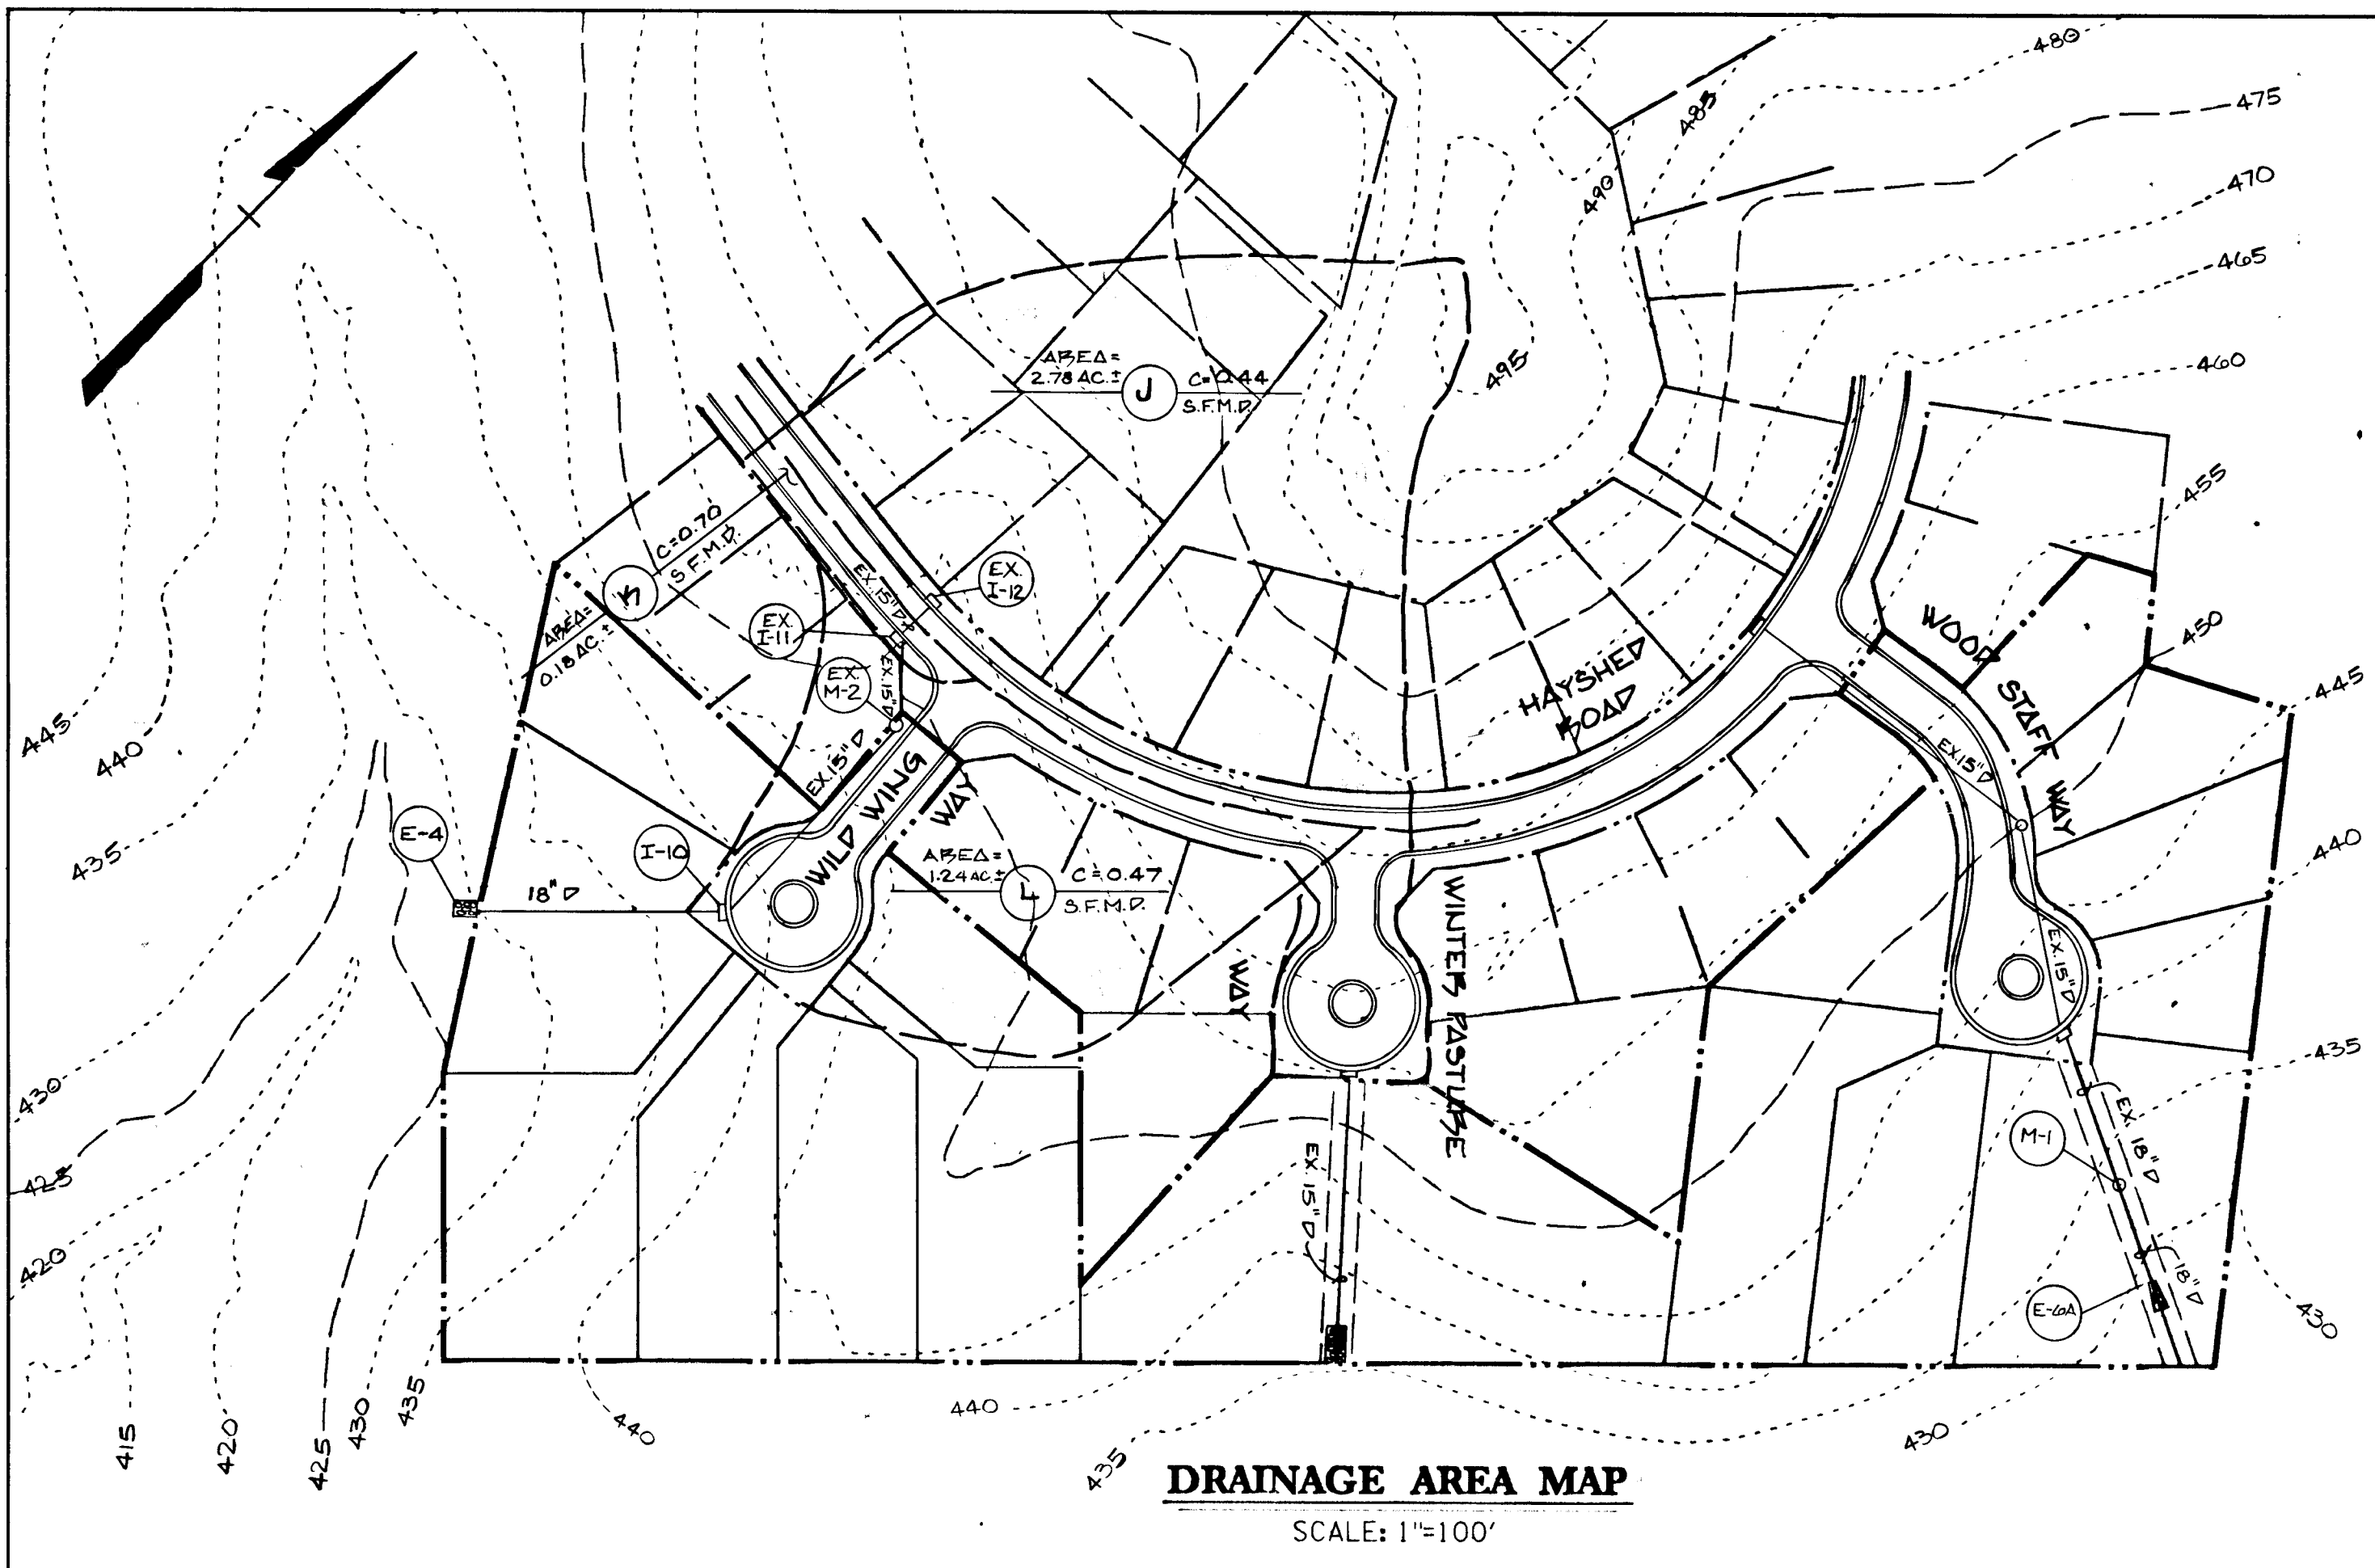 480
475
485
470
490
465
460
495
AREA=
2.78 AC.±
J
C=0.44
S.F.M.D.
C=0.70
S.F.M.D.
K
AREA=
0.18 AC.±
EX. 15" D
EX.
I-12
EX.
I-11
EX.
M-2
EX. 15" D
EX. 15" D
455
450
445
440
435
WOOD STAFF WAY
HAYSHED
ROAD
EX. 15" D
EX. 15" D
445
440
435
E-4
I-10
18" D
WILD WING
WAY
AREA=
1.24 AC.±
L
C=0.47
S.F.M.D.
WINTER PASTURE
WAY
430
425
420
EX. 15" D
EX. 18" D
M-1
18" D
E-6A
430
415
420
425
430
435
440
440
435
430
DRAINAGE AREA MAP
SCALE: 1"=100'